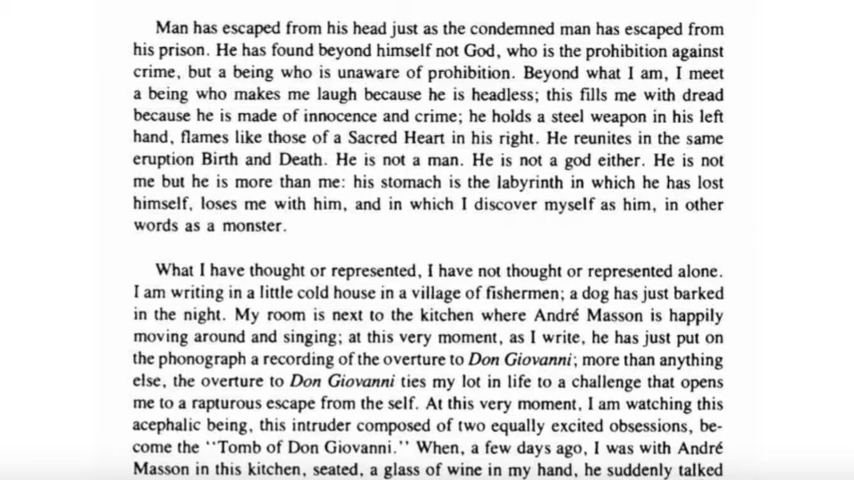 Man has escaped from his head just as the condemned man has escaped from
his prison. He has found beyond himself not God, who is the prohibition against
crime, but a being who is unaware of prohibition. Beyond what I am, I meet
a being who makes me laugh because he is headless; this fills me with dread
because he is made of innocence and crime; he holds a steel weapon in his left
hand, flames like those of a Sacred Heart in his right. He reunites in the same
eruption Birth and Death. He is not a man. He is not a god either. He is not
me but he is more than me: his stomach is the labyrinth in which he has lost
himself, loses me with him, and in which I discover myself as him, in other
words as a monster.
What I have thought or represented, I have not thought or represented alone.
I am writing in a little cold house in a village of fishermen; a dog has just barked
in the night. My room is next to the kitchen where André Masson is happily
moving around and singing; at this very moment, as I write, he has just put on
the phonograph a recording of the overture to Don Giovanni; more than anything
else, the overture to Don Giovanni ties my lot in life to a challenge that opens
me to a rapturous escape from the self. At this very moment, I am watching this
acephalic being, this intruder composed of two equally excited obsessions, be-
come the "Tomb of Don Giovanni." When, a few days ago, I was with André
Masson in this kitchen, seated, a glass of wine in my hand, he suddenly talked